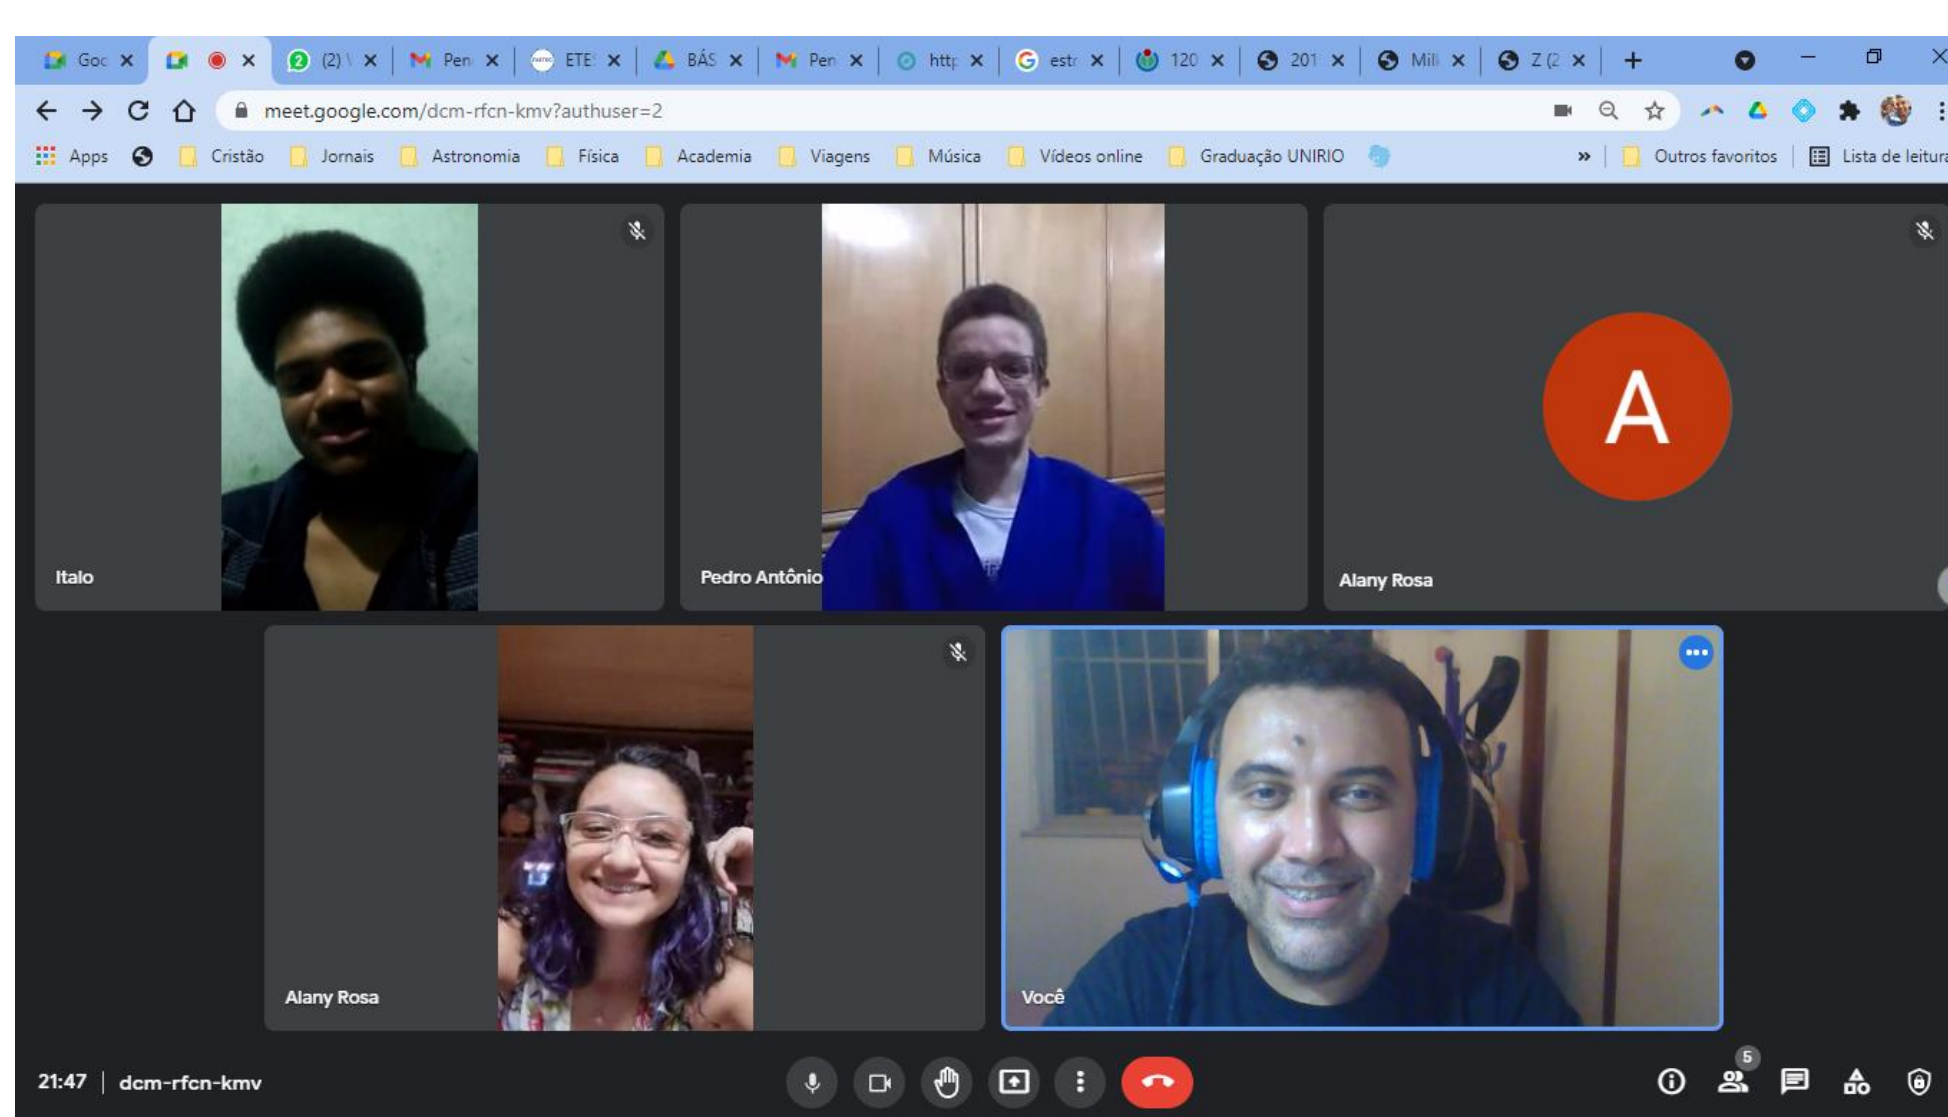 Goo (2) \ Pen ETE BÁS Pen http estr 120 201 Mill Z (2
meet.google.com/dcm-rfcn-kmv?authuser=2
Apps Cristão Jornais Astronomia Física Academia Viagens Música Vídeos online Graduação UNIRIO » Outros favoritos Lista de leitura
A
Italo
Pedro Antônio
Alany Rosa
Alany Rosa
Você
21:47 | dcm-rfcn-kmv
5